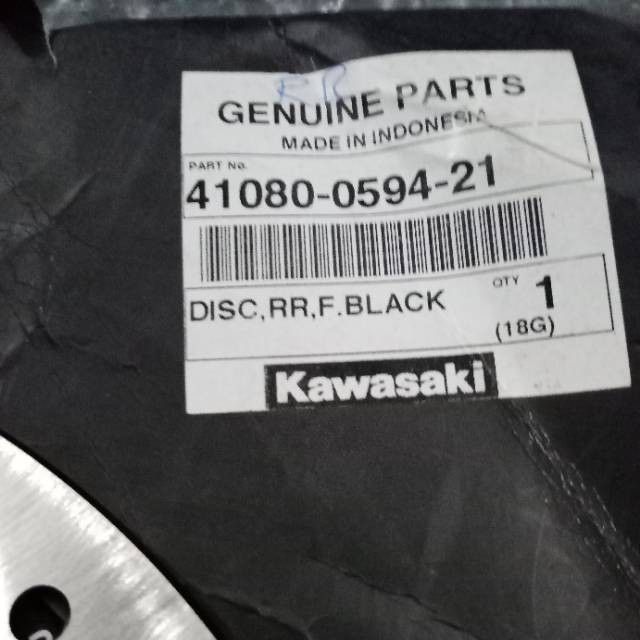 RR
GENUINE PARTS
MADE IN INDONESIA
PART No.
41080-0594-21
DISC,RR,F.BLACK
QTY 1
(18G)
Kawasaki